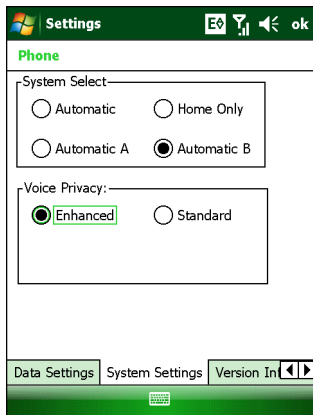 Settings
ok
Phone
System Select
Automatic
Home Only
Automatic A
Automatic B
Voice Privacy:
Enhanced
Standard
Data Settings
System Settings
Version Inf